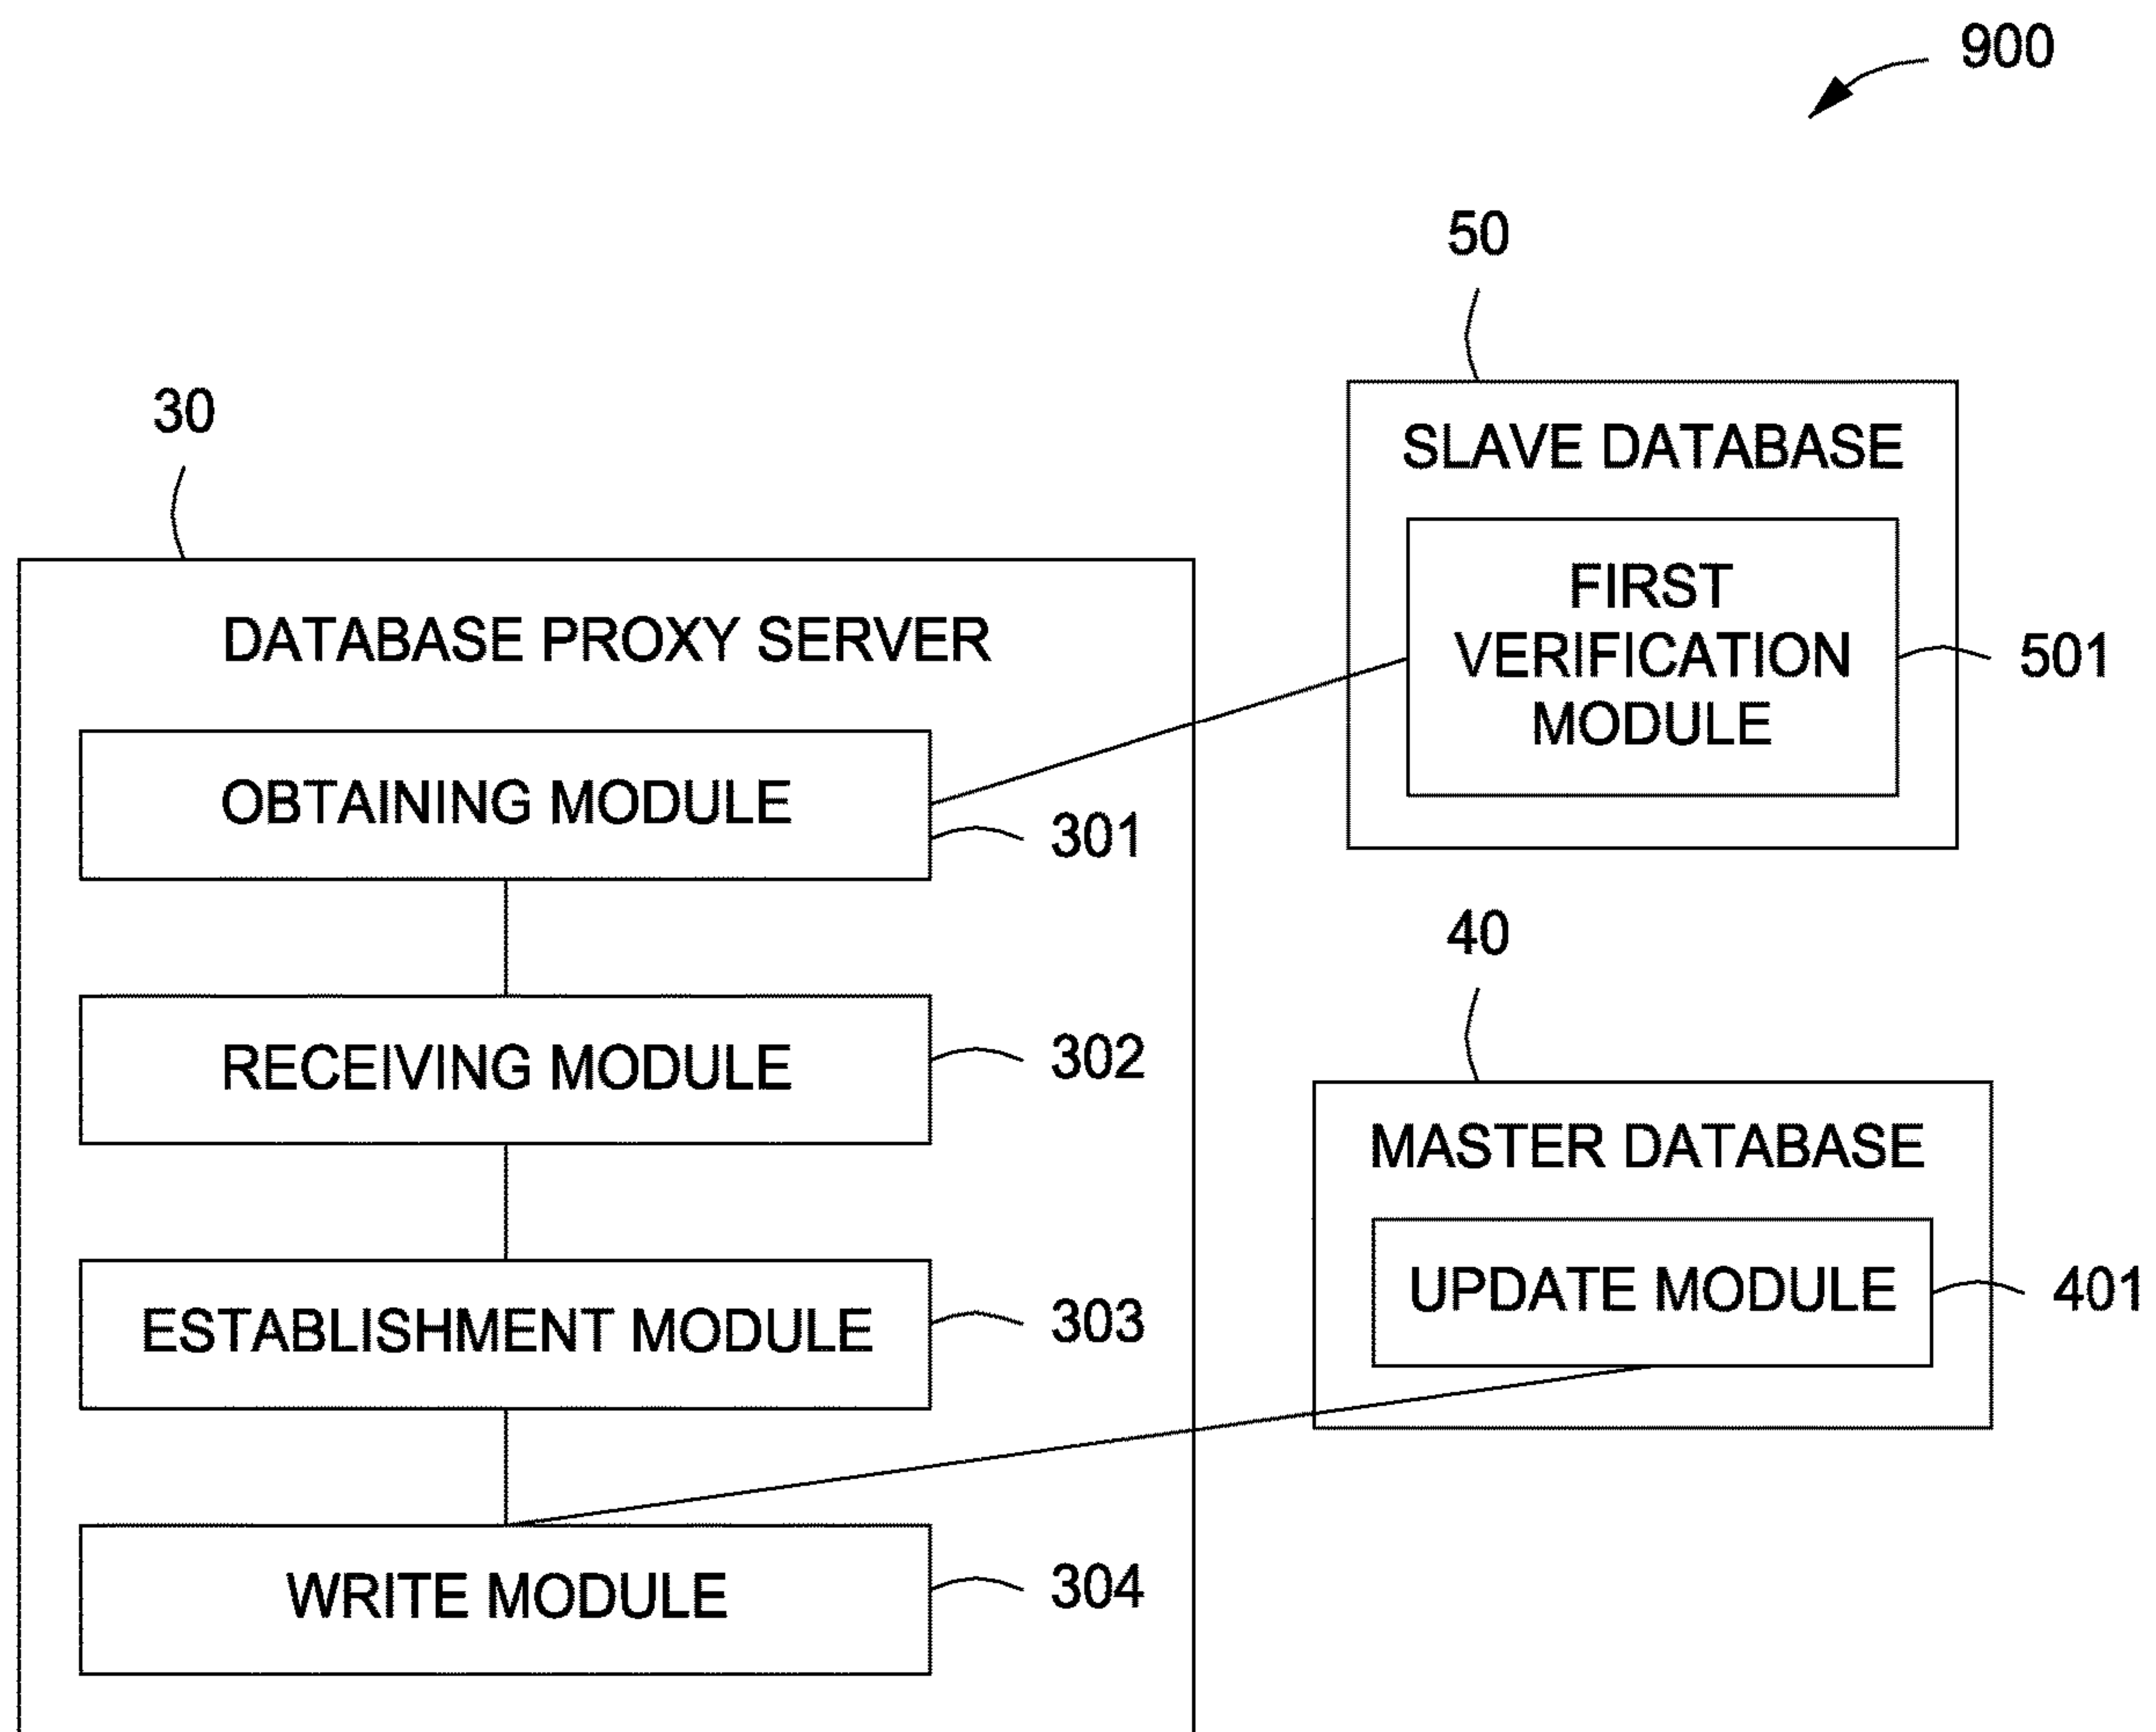 900
50
SLAVE DATABASE
FIRST
VERIFICATION
MODULE
501
30
DATABASE PROXY SERVER
OBTAINING MODULE
301
RECEIVING MODULE
302
ESTABLISHMENT MODULE
303
WRITE MODULE
304
40
MASTER DATABASE
UPDATE MODULE
401